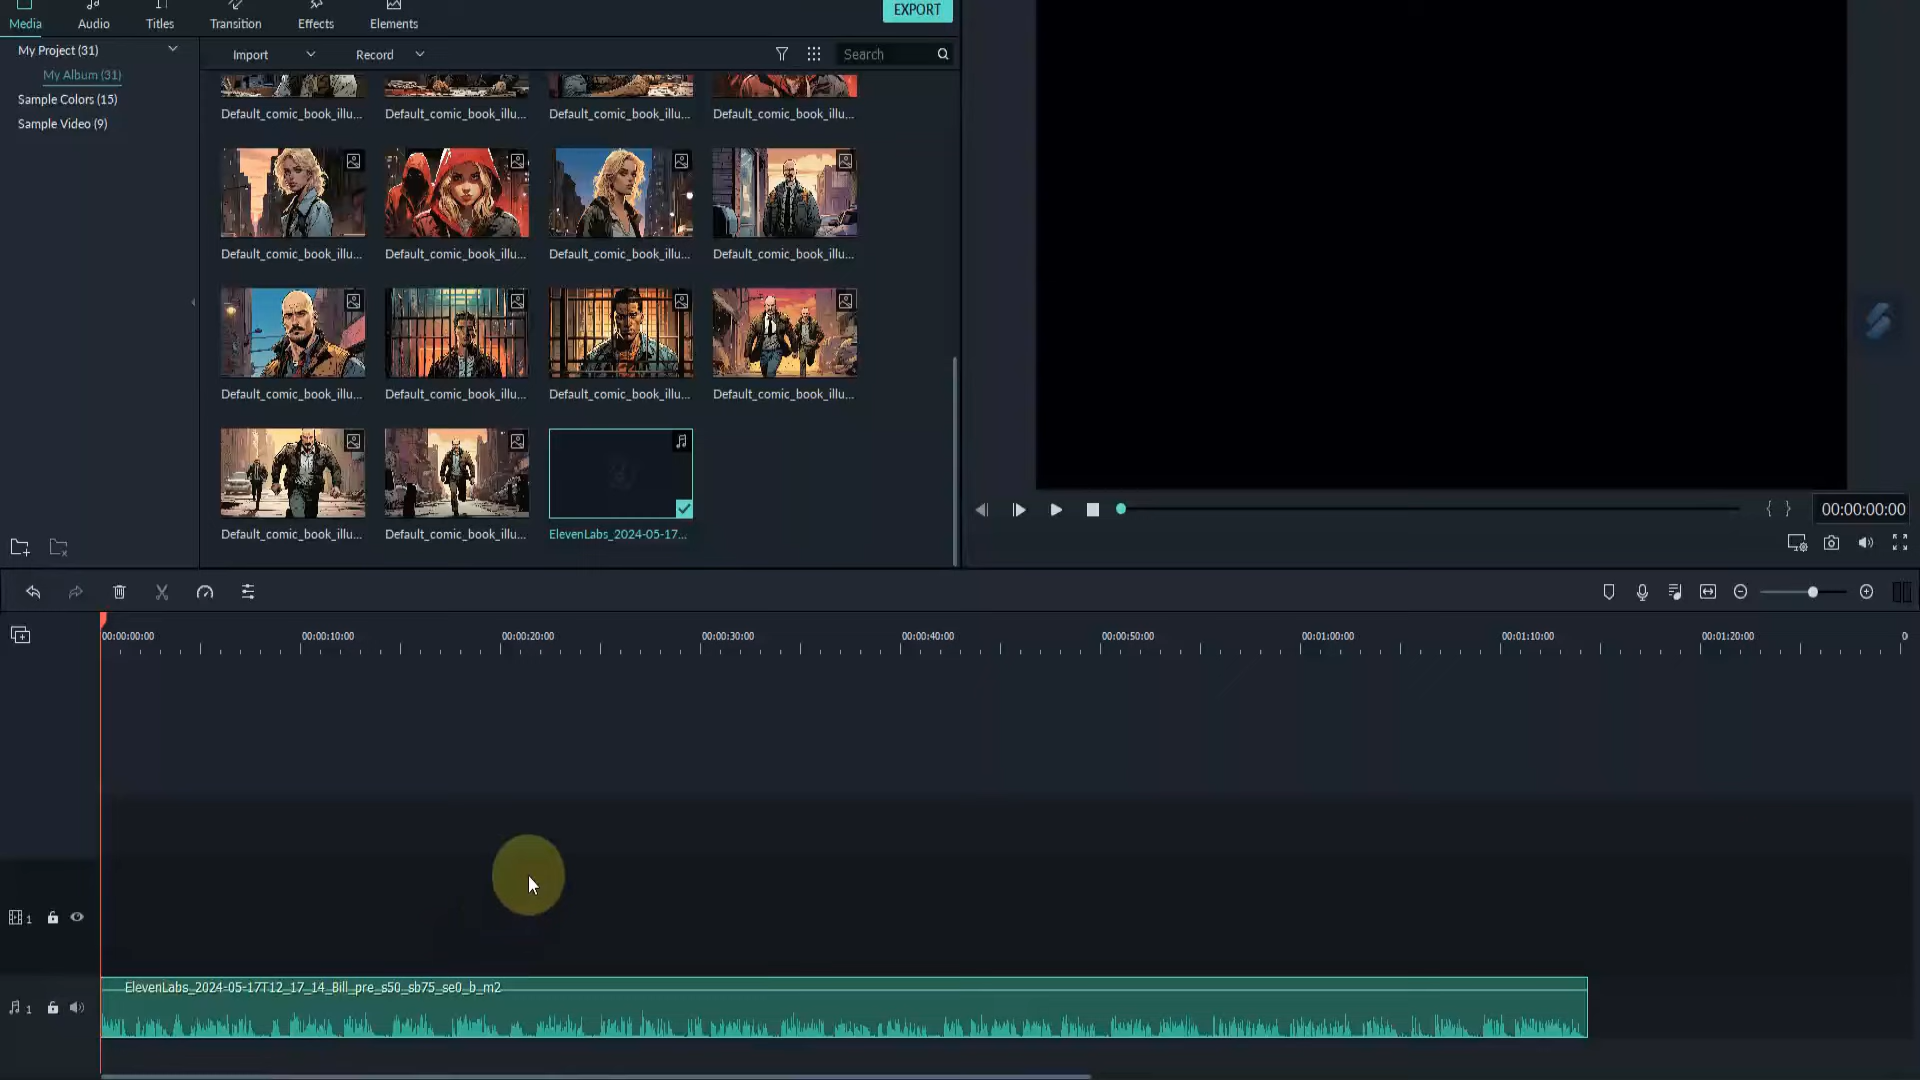 Media
Audio
Titles
Transition
Effects
Elements
EXPORT
My Project (31)
My Album (31)
Sample Colors (15)
Sample Video (9)
Import
Record
Search
Default_comic_book_illu...
Default_comic_book_illu...
Default_comic_book_illu...
Default_comic_book_illu...
Default_comic_book_illu...
Default_comic_book_illu...
Default_comic_book_illu...
Default_comic_book_illu...
Default_comic_book_illu...
Default_comic_book_illu...
Default_comic_book_illu...
Default_comic_book_illu...
Default_comic_book_illu...
Default_comic_book_illu...
ElevenLabs_2024-05-17...
{ }
00:00:00:00
00:00:00:00
00:00:10:00
00:00:20:00
00:00:30:00
00:00:40:00
00:00:50:00
00:01:00:00
00:01:10:00
00:01:20:00
0
1
ElevenLabs_2024-05-17T12_17_14_Bill_pre_s50_sb75_se0_b_m2
1